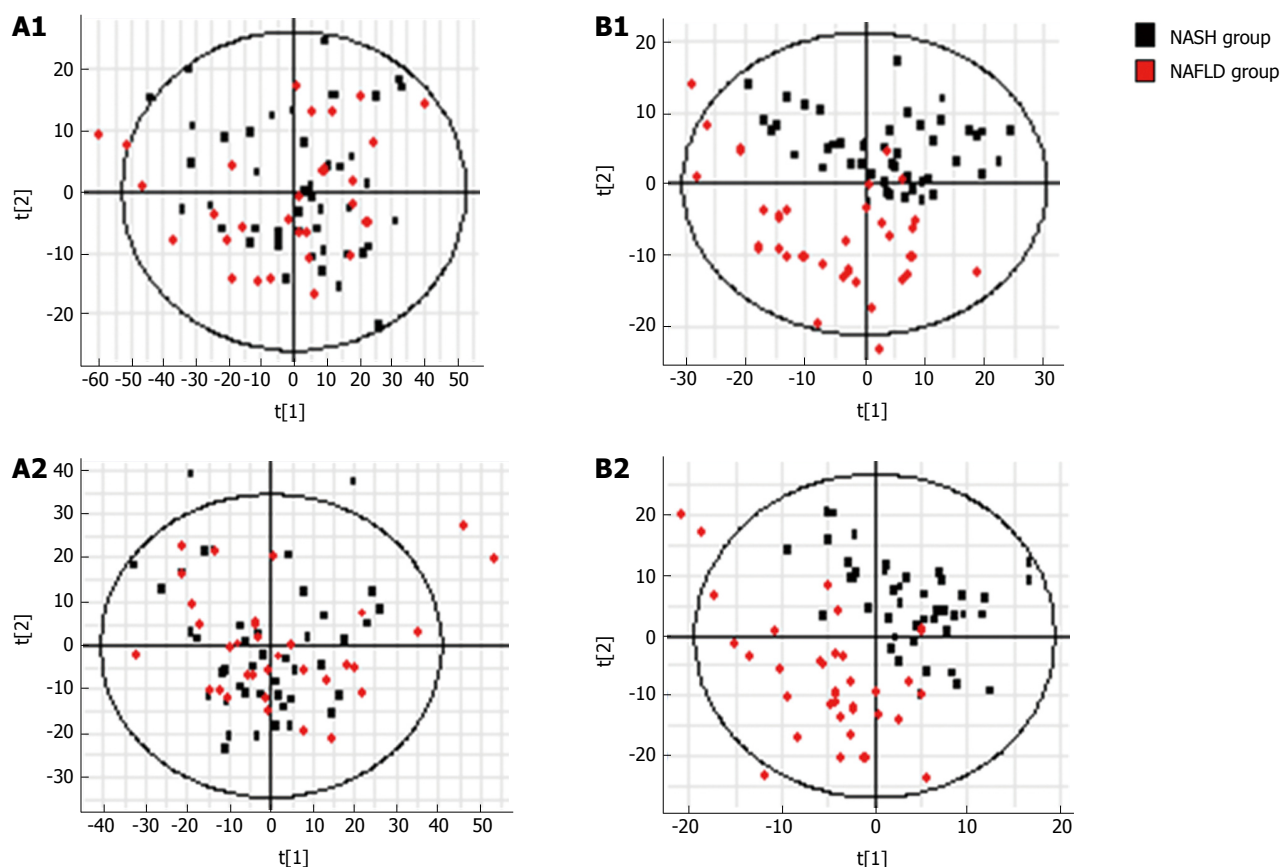 A1
20
10
0
-10
-20
t[2]
-60 -50 -40 -30 -20 -10 0 10 20 30 40 50
t[1]
B1
20
10
0
-10
-20
t[2]
-30 -20 -10 0 10 20 30
t[1]
NASH group
NAFLD group
A2
40
30
20
10
0
-10
-20
-30
t[2]
-40 -30 -20 -10 0 10 20 30 40 50
t[1]
B2
20
10
0
-10
-20
t[2]
-20 -10 0 10 20
t[1]